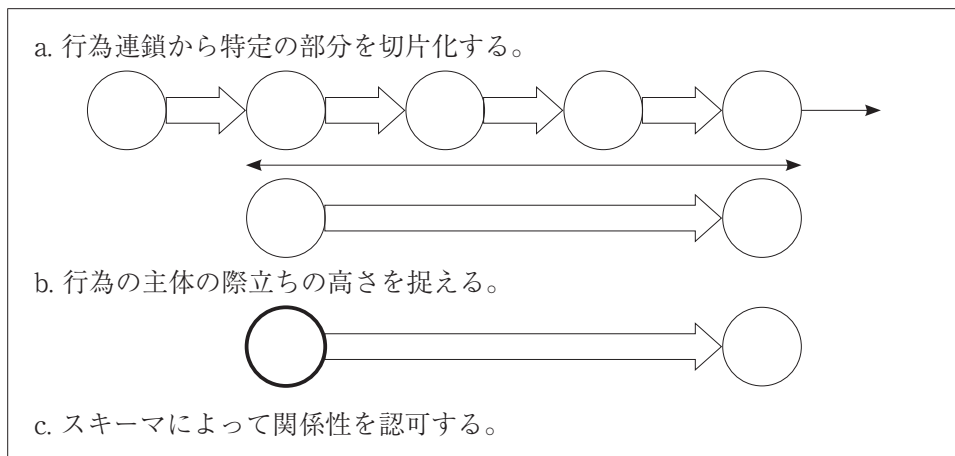 a. 行為連鎖から特定の部分を切片化する。
b. 行為の主体の際立ちの高さを捉える。
c. スキーマによって関係性を認可する。